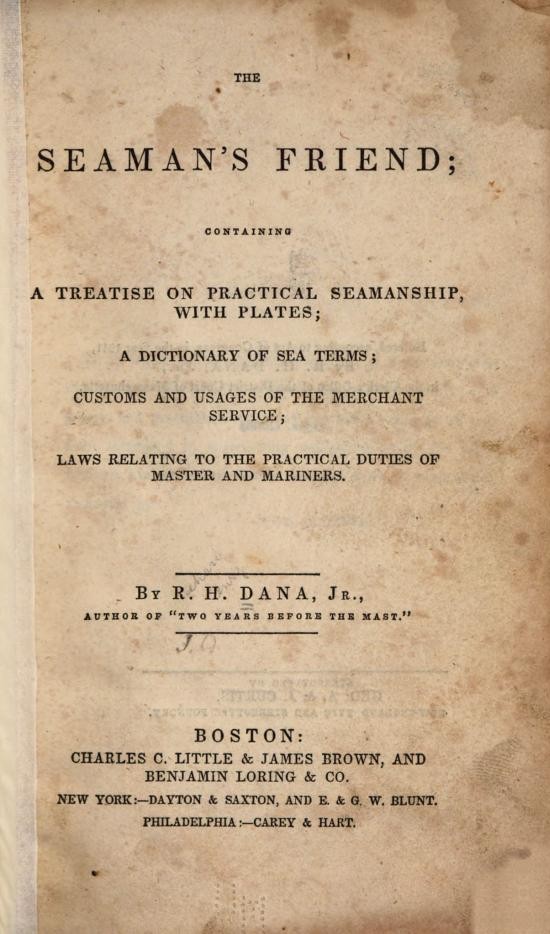 THE
SEAMAN'S FRIEND;
CONTAINING
A TREATISE ON PRACTICAL SEAMANSHIP,
WITH PLATES;
A DICTIONARY OF SEA TERMS;
CUSTOMS AND USAGES OF THE MERCHANT
SERVICE;
LAWS RELATING TO THE PRACTICAL DUTIES OF
MASTER AND MARINERS.
By R. H. DANA, Jr.,
AUTHOR OF "TWO YEARS BEFORE THE MAST."
BOSTON:
CHARLES C. LITTLE & JAMES BROWN, AND
BENJAMIN LORING & CO.
NEW YORK:—DAYTON & SAXTON, AND E. & G. W. BLUNT.
PHILADELPHIA:—CAREY & HART.